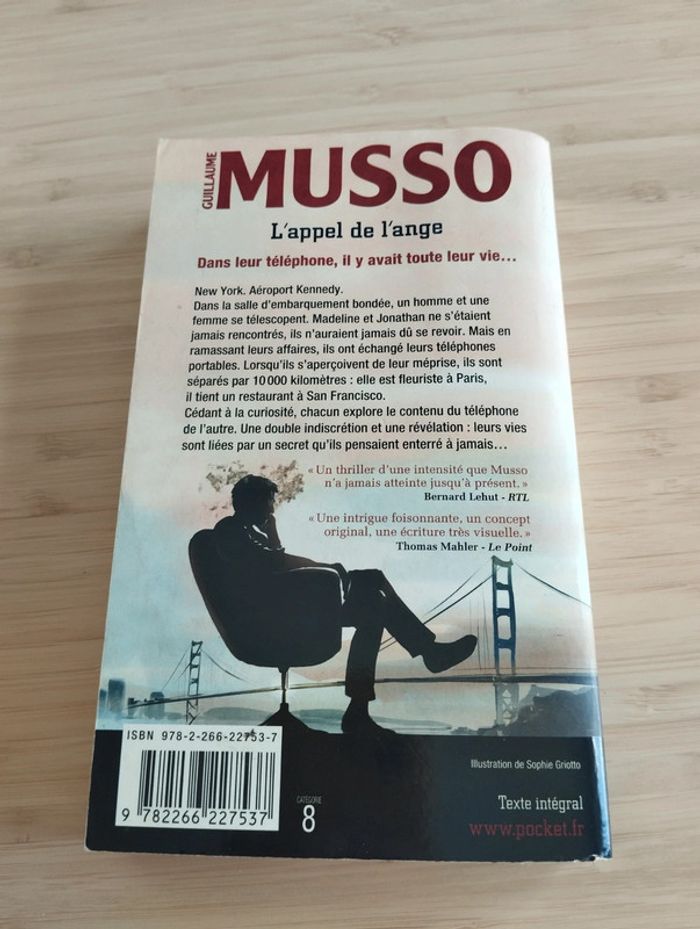 GUILLAUME
MUSSO
L'appel de l'ange
Dans leur téléphone, il y avait toute leur vie...
New York. Aéroport Kennedy.
Dans la salle d'embarquement bondée, un homme et une
femme se télescopent. Madeline et Jonathan ne s'étaient
jamais rencontrés, ils n'auraient jamais dû se revoir. Mais en
ramassant leurs affaires, ils ont échangé leurs téléphones
portables. Lorsqu'ils s'aperçoivent de leur méprise, ils sont
séparés par 10 000 kilomètres : elle est fleuriste à Paris,
il tient un restaurant à San Francisco.
Cédant à la curiosité, chacun explore le contenu du téléphone
de l'autre. Une double indiscrétion et une révélation : leurs vies
sont liées par un secret qu'ils pensaient enterré à jamais...
« Un thriller d'une intensité que Musso
n'a jamais atteinte jusqu'à présent. »
Bernard Lehut - RTL
« Une intrigue foisonnante, un concept
original, une écriture très visuelle. »
Thomas Mahler - Le Point
ISBN 978-2-266-22753-7
9 782266 227537
CATÉGORIE
8
Illustration de Sophie Griotto
Texte intégral
www.pocket.fr